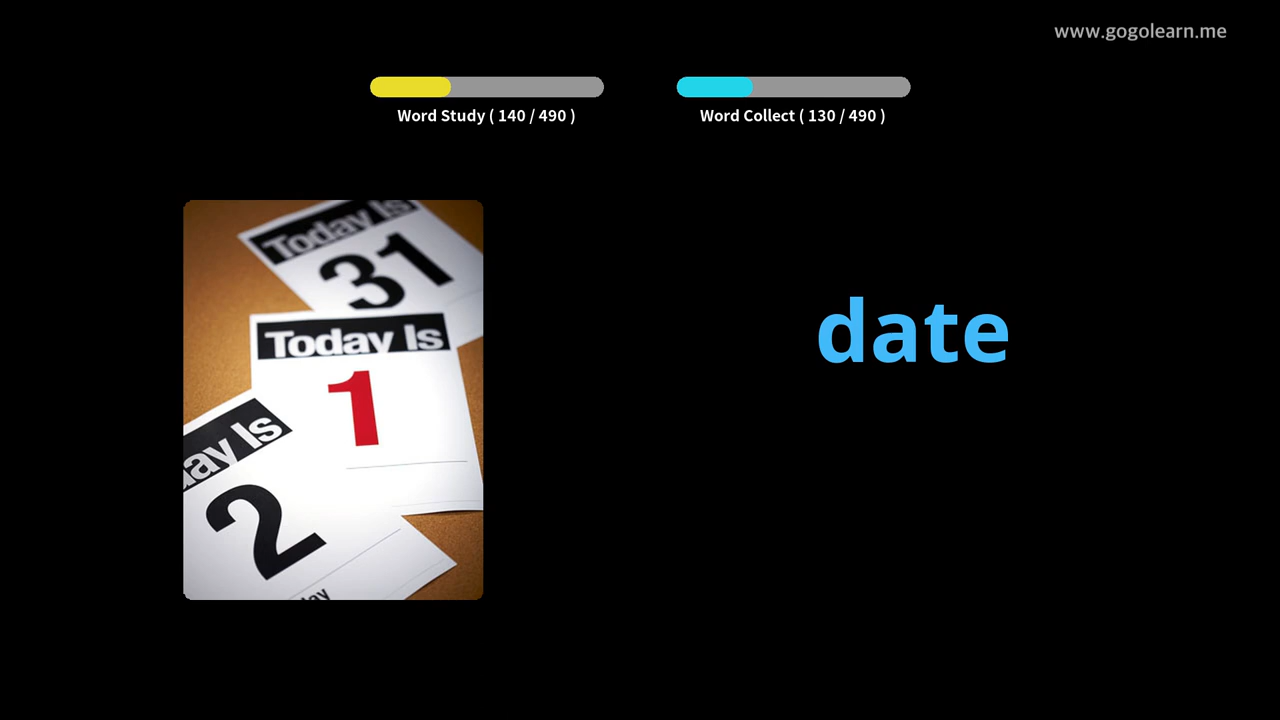 www.gogolearn.me
Word Study ( 140 / 490 )
Word Collect ( 130 / 490 )
Today Is
31
Today Is
1
day Is
2
date